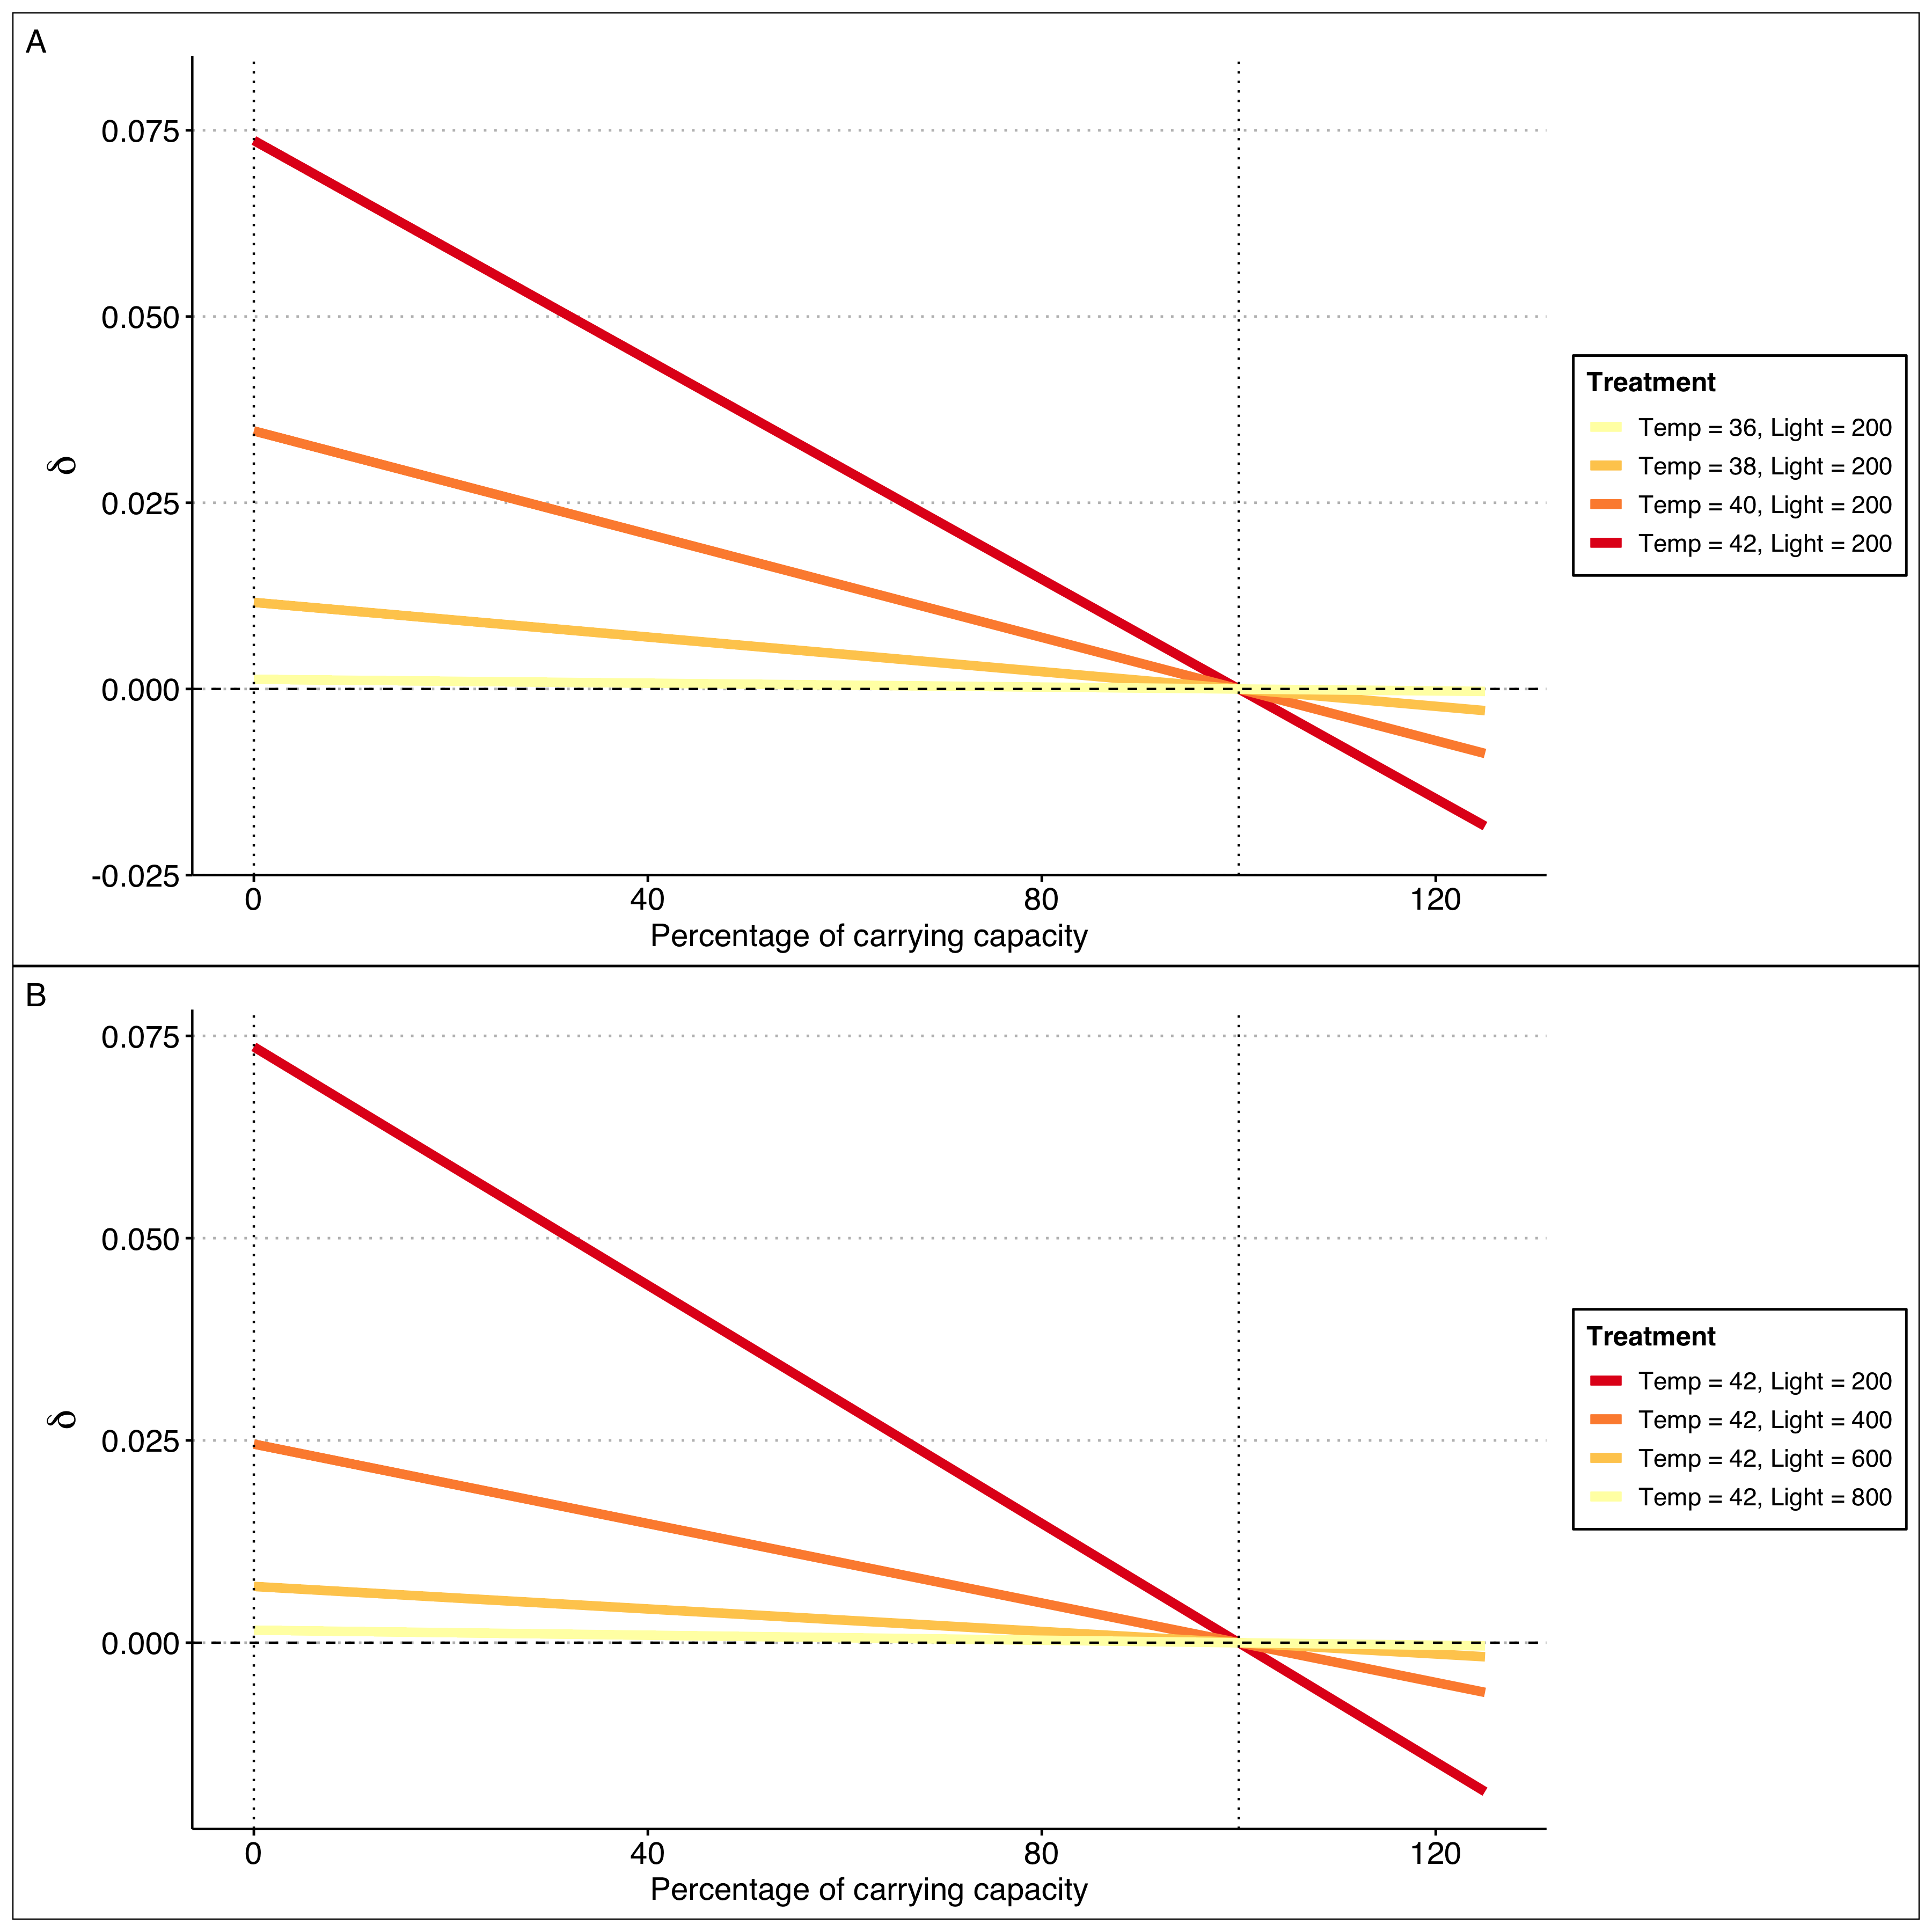 A
0.075
0.050
0.025
0.000
-0.025
δ
0 40 80 120
Percentage of carrying capacity
Treatment
Temp = 36, Light = 200
Temp = 38, Light = 200
Temp = 40, Light = 200
Temp = 42, Light = 200
B
0.075
0.050
0.025
0.000
δ
0 40 80 120
Percentage of carrying capacity
Treatment
Temp = 42, Light = 200
Temp = 42, Light = 400
Temp = 42, Light = 600
Temp = 42, Light = 800